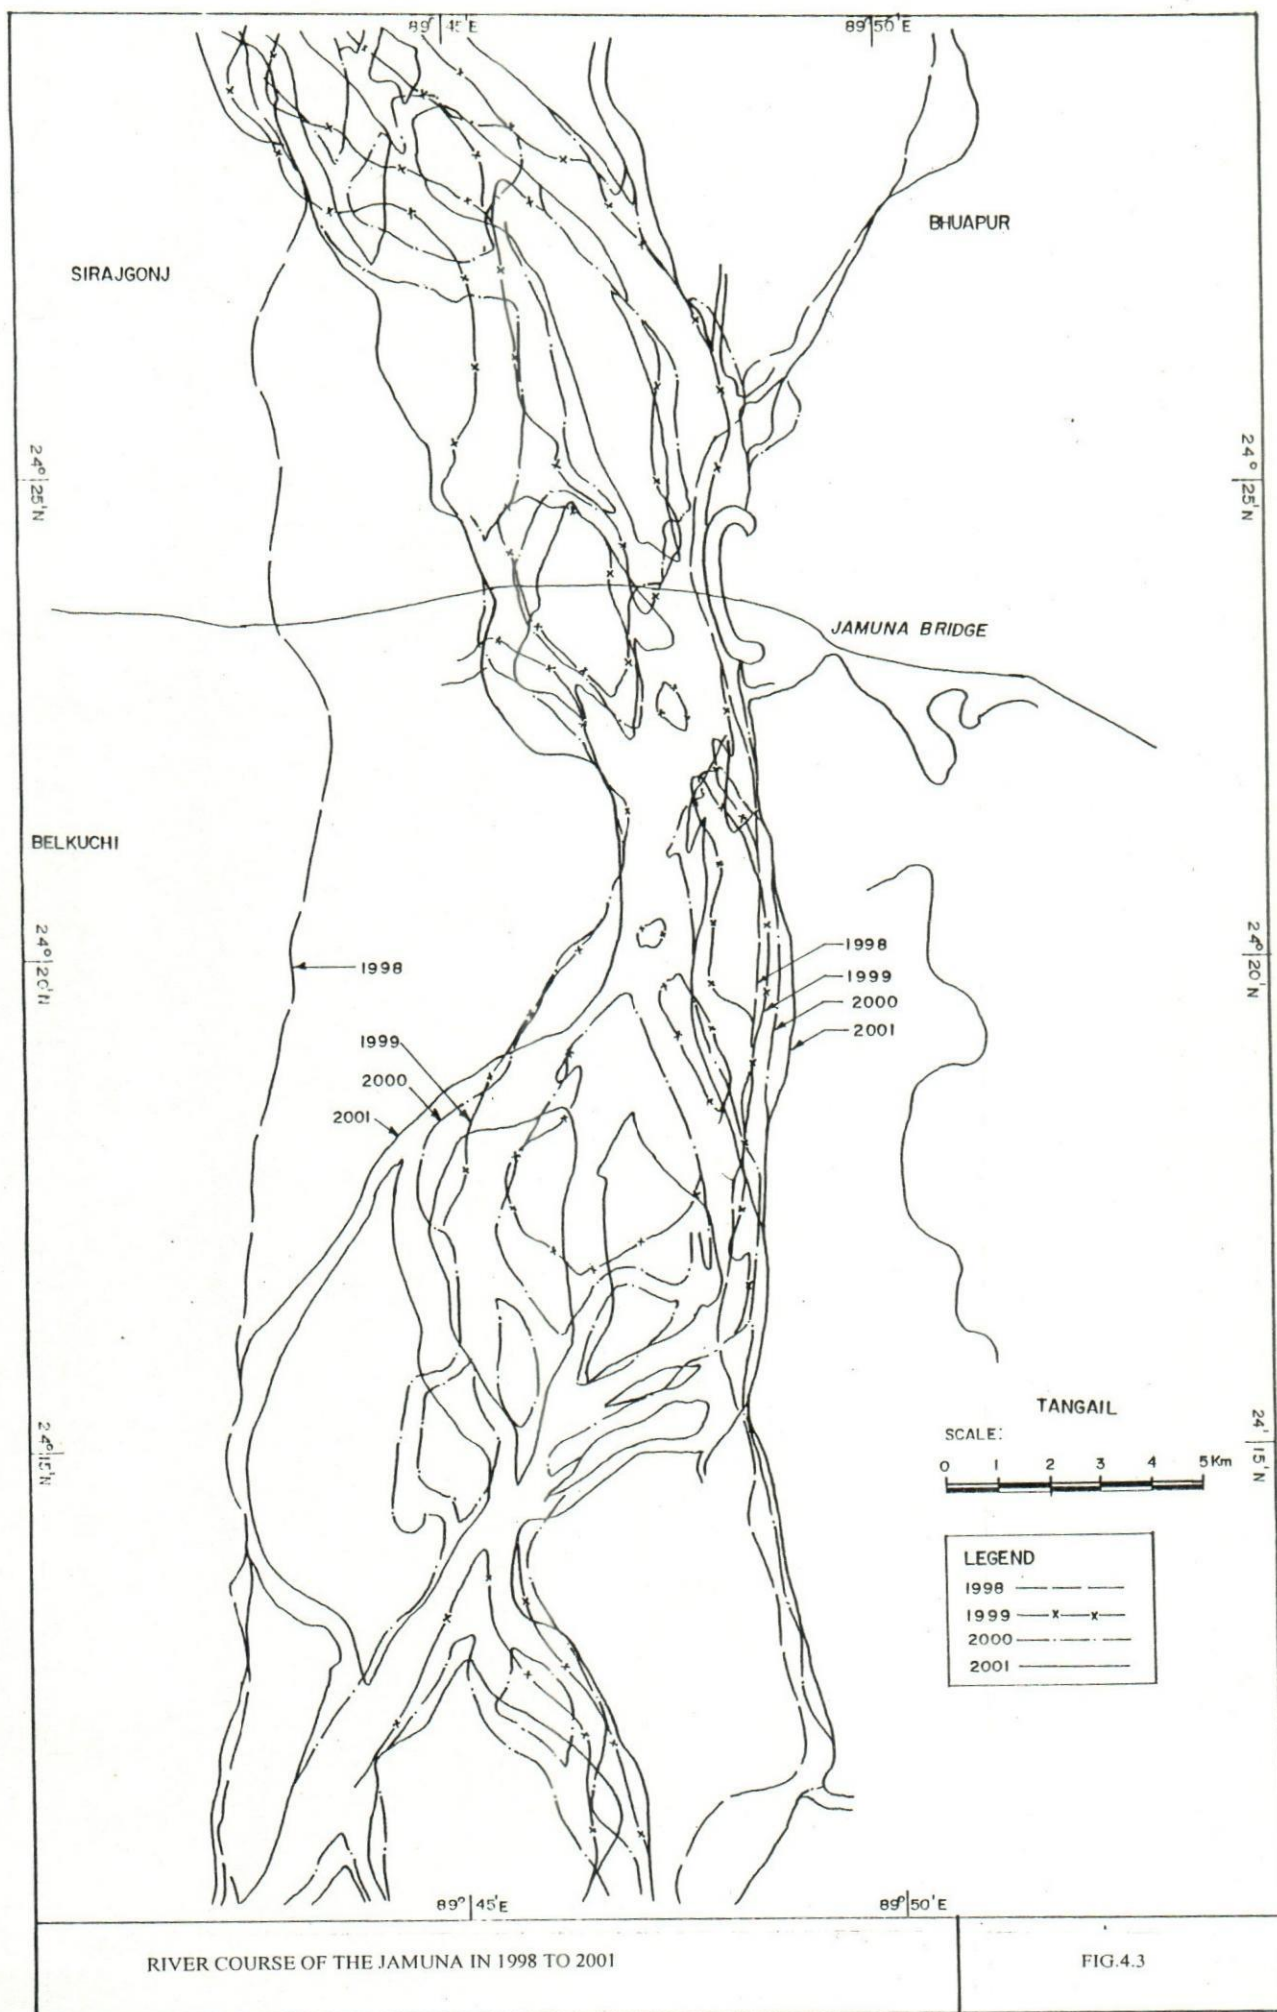 89° 45' E
89° 50' E
BHUAPUR
SIRAJGONJ
24° 25' N
24° 25' N
JAMUNA BRIDGE
BELKUCHI
24° 20' N
24° 20' N
1998
1998
1999
2000
2001
1999
2000
2001
TANGAIL
SCALE:
0 1 2 3 4 5 Km
24° 15' N
24' 15' N
LEGEND
1998
1999
2000
2001
89° 45' E
89° 50' E
RIVER COURSE OF THE JAMUNA IN 1998 TO 2001
FIG.4.3